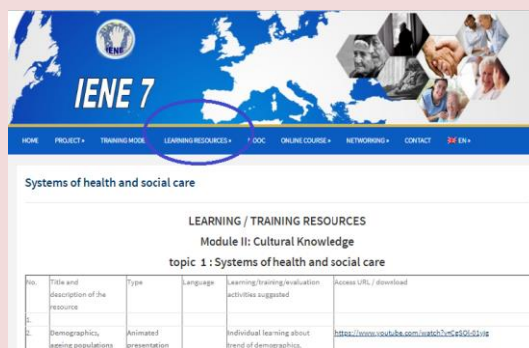 IENE
IENE 7
HOME PROJECT TRAINING MODE LEARNING RESOURCES OOC ONLINE COURSE NETWORKING CONTACT EN
Systems of health and social care
LEARNING / TRAINING RESOURCES
Module II: Cultural Knowledge
topic 1 : Systems of health and social care
No. Title and description of the resource Type Language Learning/training/evaluation activities suggested Access URL / download
1.
2. Demographics, ageing populations Animated presentation Individual learning about trend of demographics,